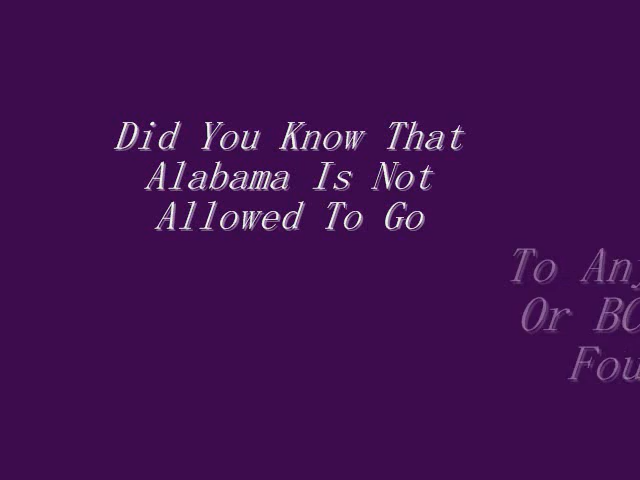 Did You Know That
Alabama Is Not
Allowed To Go
To
Or